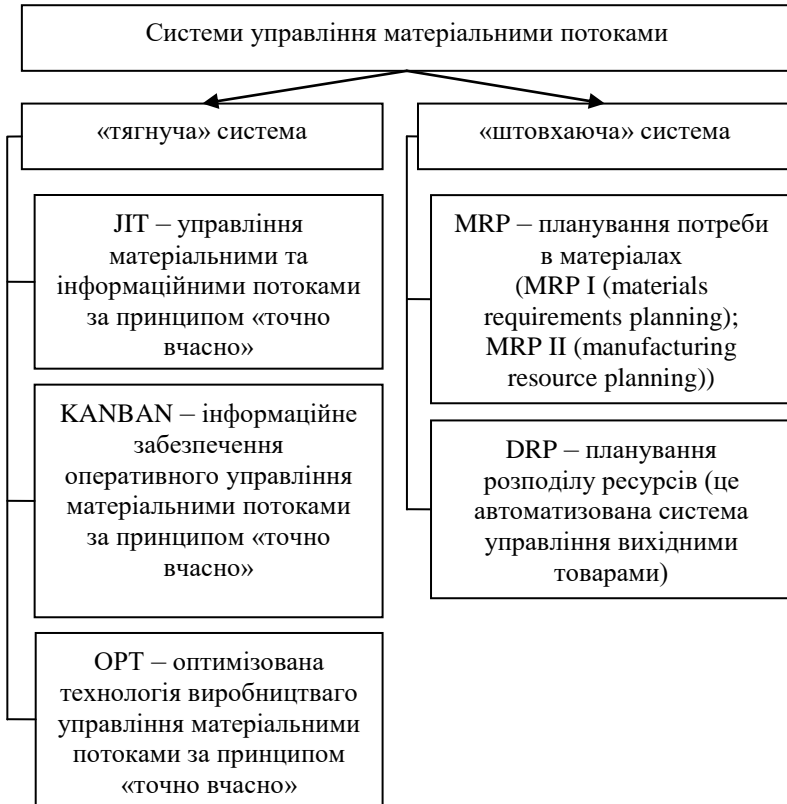 Системи управління матеріальними потоками
«тягнуча» система
«штовхаюча» система
JIT – управління
матеріальними та
інформаційними потоками
за принципом «точно
вчасно»
KANBAN – інформаційне
забезпечення
оперативного управління
матеріальними потоками
за принципом «точно
вчасно»
OPT – оптимізована
технологія виробництваго
управління матеріальними
потоками за принципом
«точно вчасно»
MRP – планування потреби
в матеріалах
(MRP I (materials
requirements planning);
MRP II (manufacturing
resource planning))
DRP – планування
розподілу ресурсів (це
автоматизована система
управління вихідними
товарами)